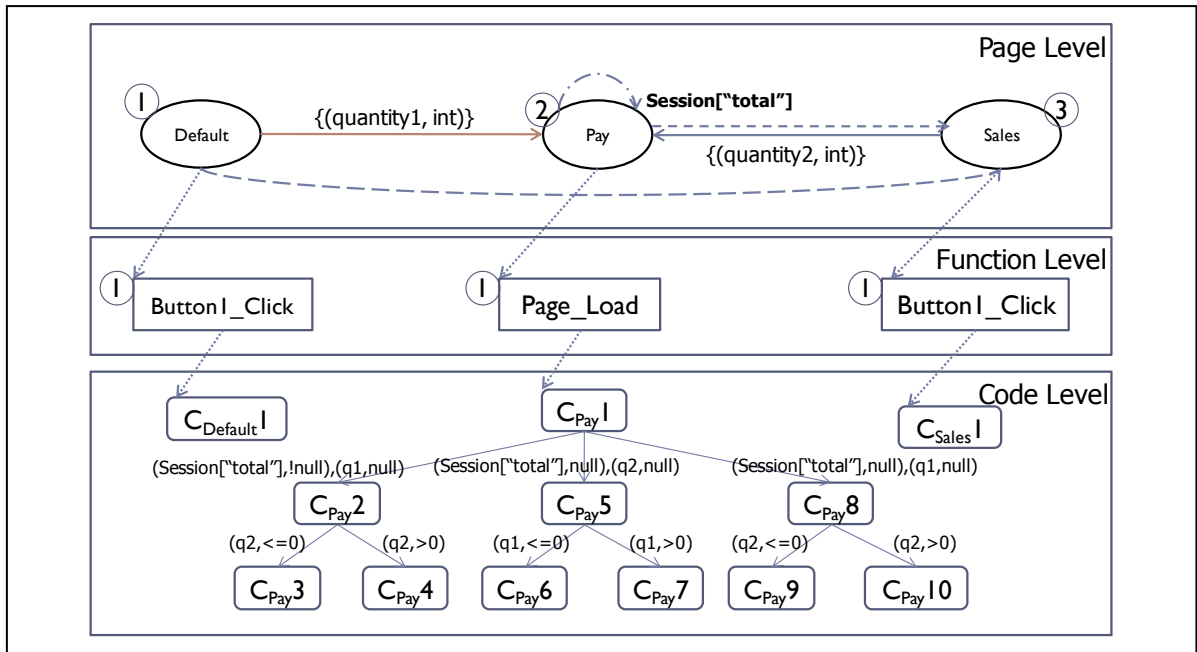 Page Level
1
2
Session["total"]
3
Default
{(quantity1, int)}
Pay
Sales
{(quantity2, int)}
Function Level
1
Button1_Click
1
Page_Load
1
Button1_Click
Code Level
CDefault1
CPay1
CSales1
(Session["total"],!null),(q1,null)
(Session["total"],null),(q2,null)
(Session["total"],null),(q1,null)
CPay2
CPay5
CPay8
(q2,<=0)
(q2,>0)
(q1,<=0)
(q1,>0)
(q2,<=0)
(q2,>0)
CPay3
CPay4
CPay6
CPay7
CPay9
CPay10